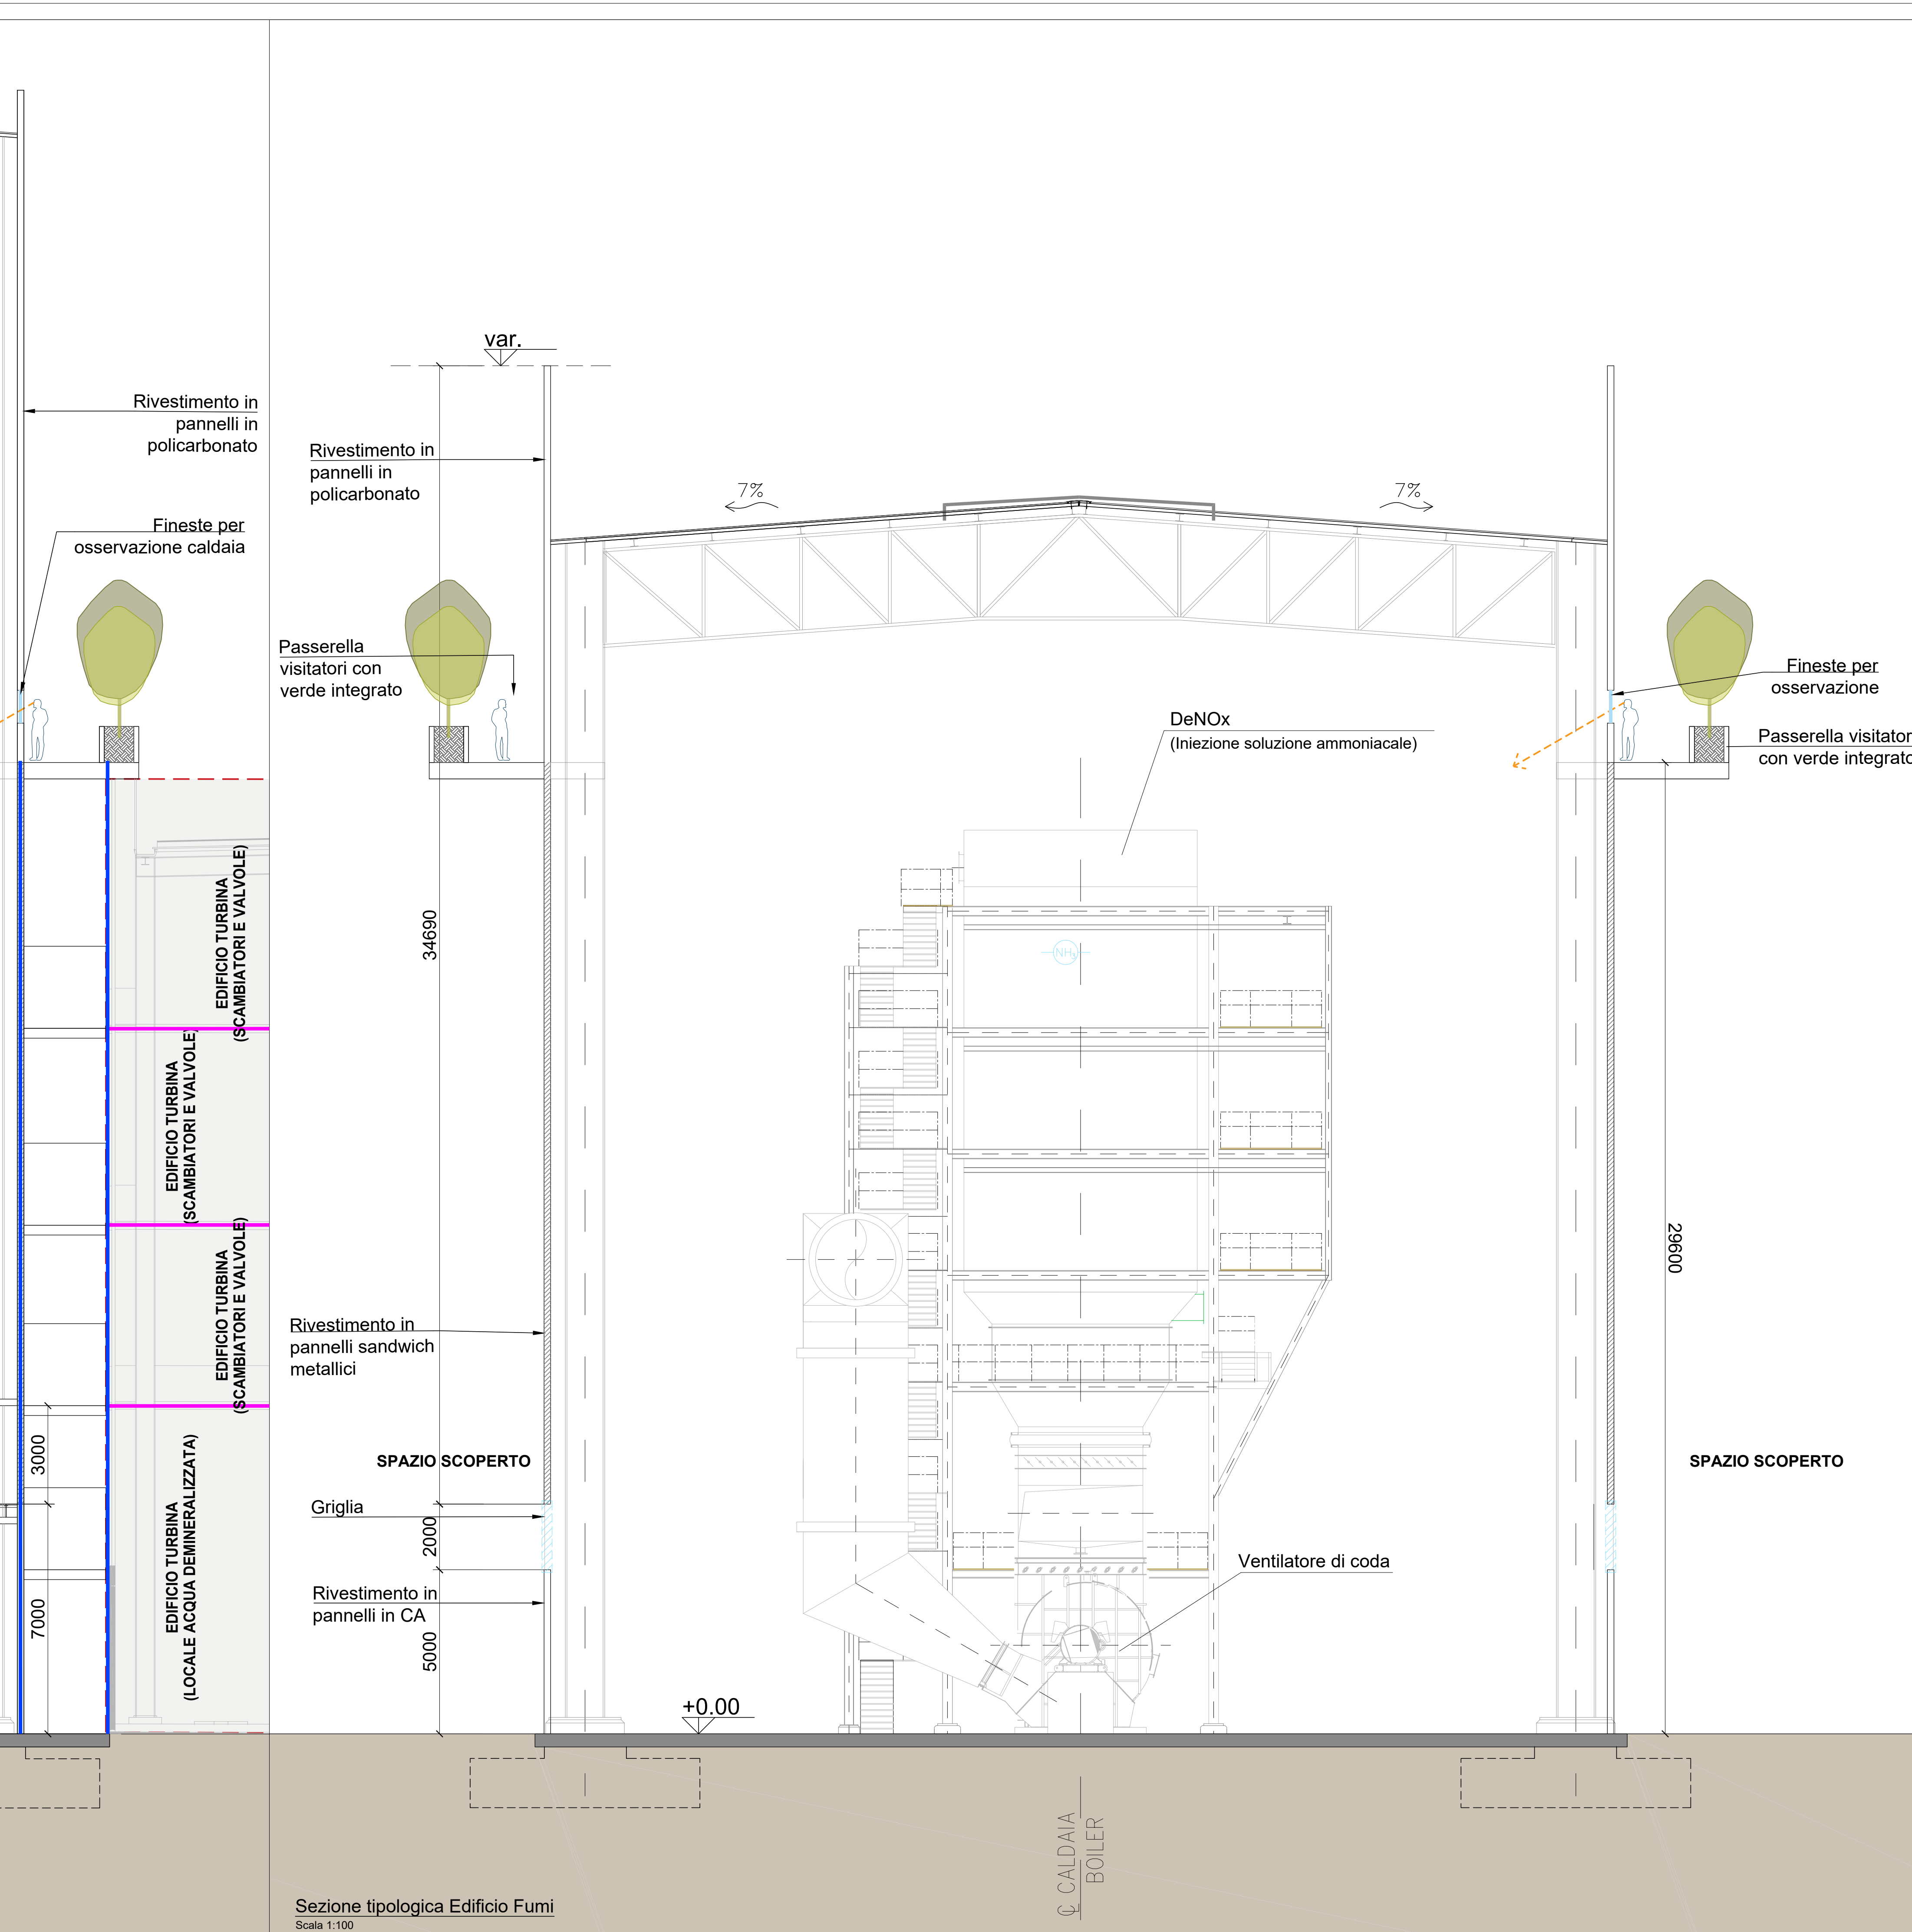 Rivestimento in
pannelli in
policarbonato
Fineste per
osservazione caldaia
EDIFICIO TURBINA
(SCAMBIATORI E VALVOLE)
EDIFICIO TURBINA
(SCAMBIATORI E VALVOLE)
EDIFICIO TURBINA
(SCAMBIATORI E VALVOLE)
EDIFICIO TURBINA
(LOCALE ACQUA DEMINERALIZZATA)
3000
7000
var.
Rivestimento in
pannelli in
policarbonato
7%
7%
Passerella
visitatori con
verde integrato
Fineste per
osservazione
DeNOx
(Iniezione soluzione ammoniacale)
Passerella visitator
con verde integrato
34690
NH3
29600
Rivestimento in
pannelli sandwich
metallici
SPAZIO SCOPERTO
SPAZIO SCOPERTO
Griglia
2000
Ventilatore di coda
Rivestimento in
pannelli in CA
5000
+0.00
℄ CALDAIA
BOILER
Sezione tipologica Edificio Fumi
Scala 1:100